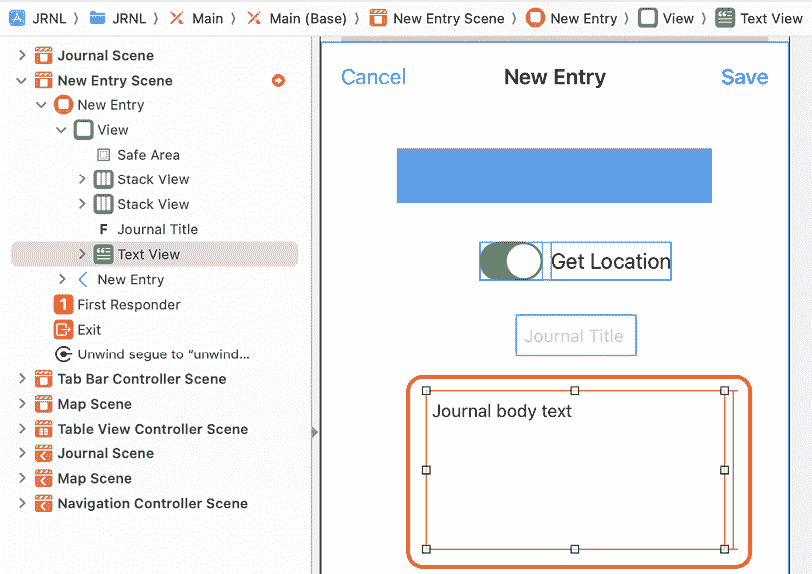 JRNL JRNL Main Main (Base) New Entry Scene New Entry View Text View
Journal Scene
New Entry Scene
New Entry
View
Safe Area
Stack View
Stack View
F Journal Title
Text View
New Entry
1 First Responder
Exit
Unwind segue to “unwind...
Tab Bar Controller Scene
Map Scene
Table View Controller Scene
Journal Scene
Map Scene
Navigation Controller Scene
Cancel New Entry Save
Get Location
Journal Title
Journal body text